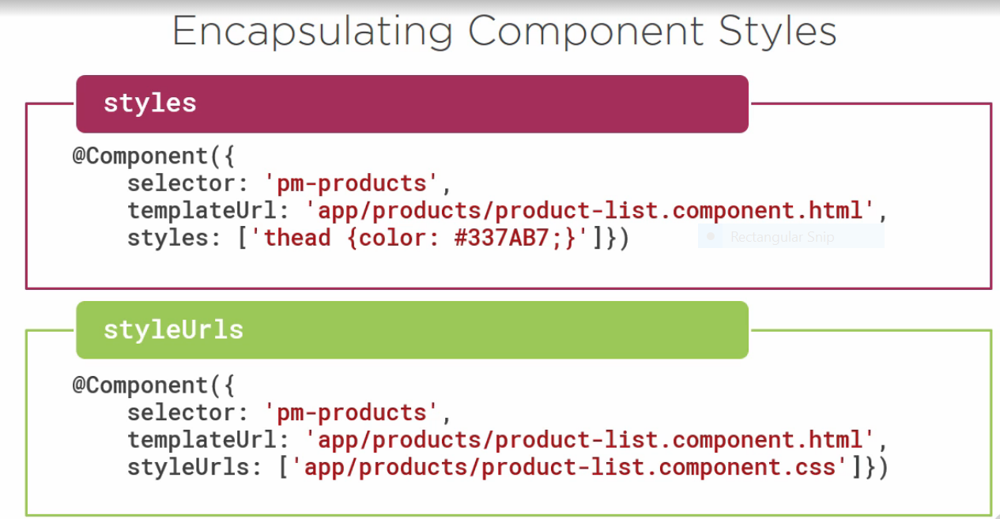 Encapsulating Component Styles
styles
@Component({
    selector: 'pm-products',
    templateUrl: 'app/products/product-list.component.html',
    styles: ['thead {color: #337AB7;}']})
Rectangular Snip
styleUrls
@Component({
    selector: 'pm-products',
    templateUrl: 'app/products/product-list.component.html',
    styleUrls: ['app/products/product-list.component.css']})